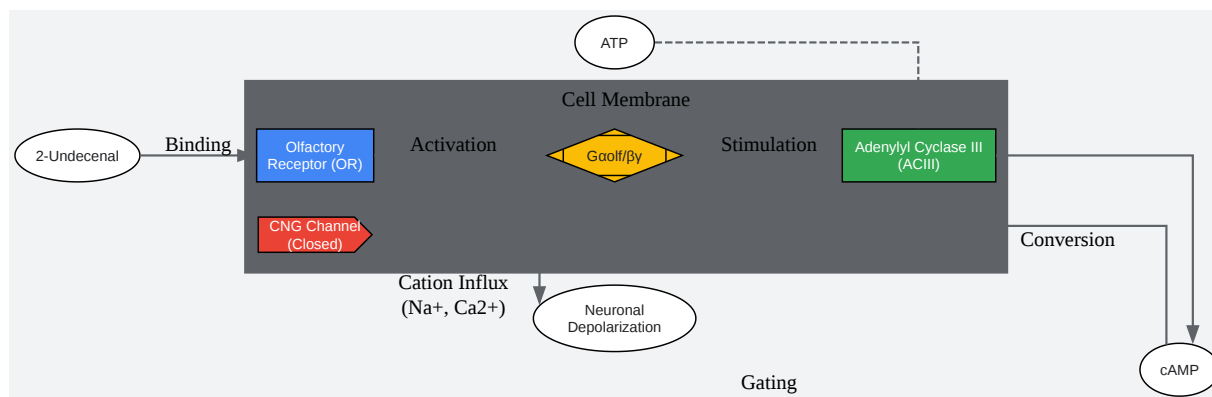 ATP
Cell Membrane
2-Undecenal
Binding
Olfactory
Receptor (OR)
Activation
Gαolf/βγ
Stimulation
Adenylyl Cyclase III
(ACIII)
CNG Channel
(Closed)
Conversion
Cation Influx
(Na+, Ca2+)
Neuronal
Depolarization
cAMP
Gating